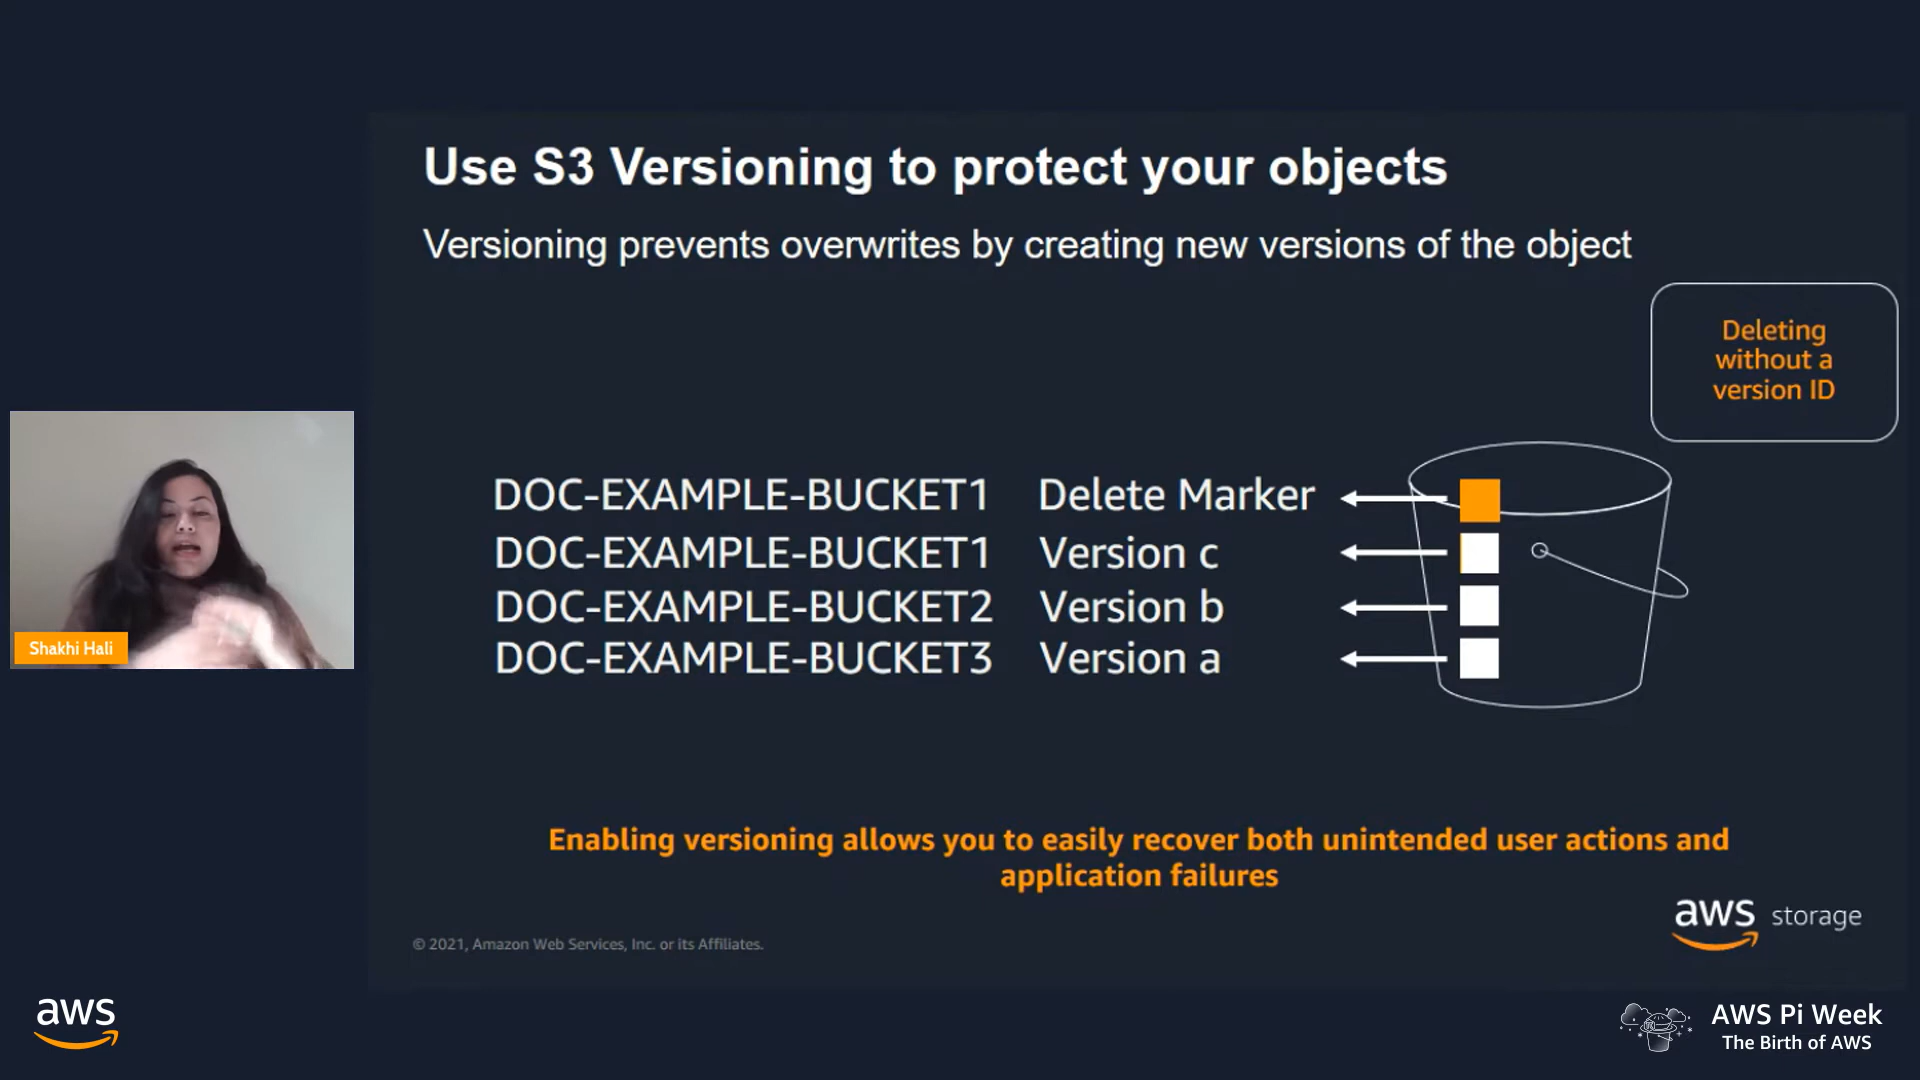 Use S3 Versioning to protect your objects
Versioning prevents overwrites by creating new versions of the object
Deleting
without a
version ID
DOC-EXAMPLE-BUCKET1 Delete Marker
DOC-EXAMPLE-BUCKET1 Version c
DOC-EXAMPLE-BUCKET2 Version b
DOC-EXAMPLE-BUCKET3 Version a
Shakhi Hali
Enabling versioning allows you to easily recover both unintended user actions and
application failures
aws storage
© 2021, Amazon Web Services, Inc. or its Affiliates.
aws
AWS Pi Week
The Birth of AWS